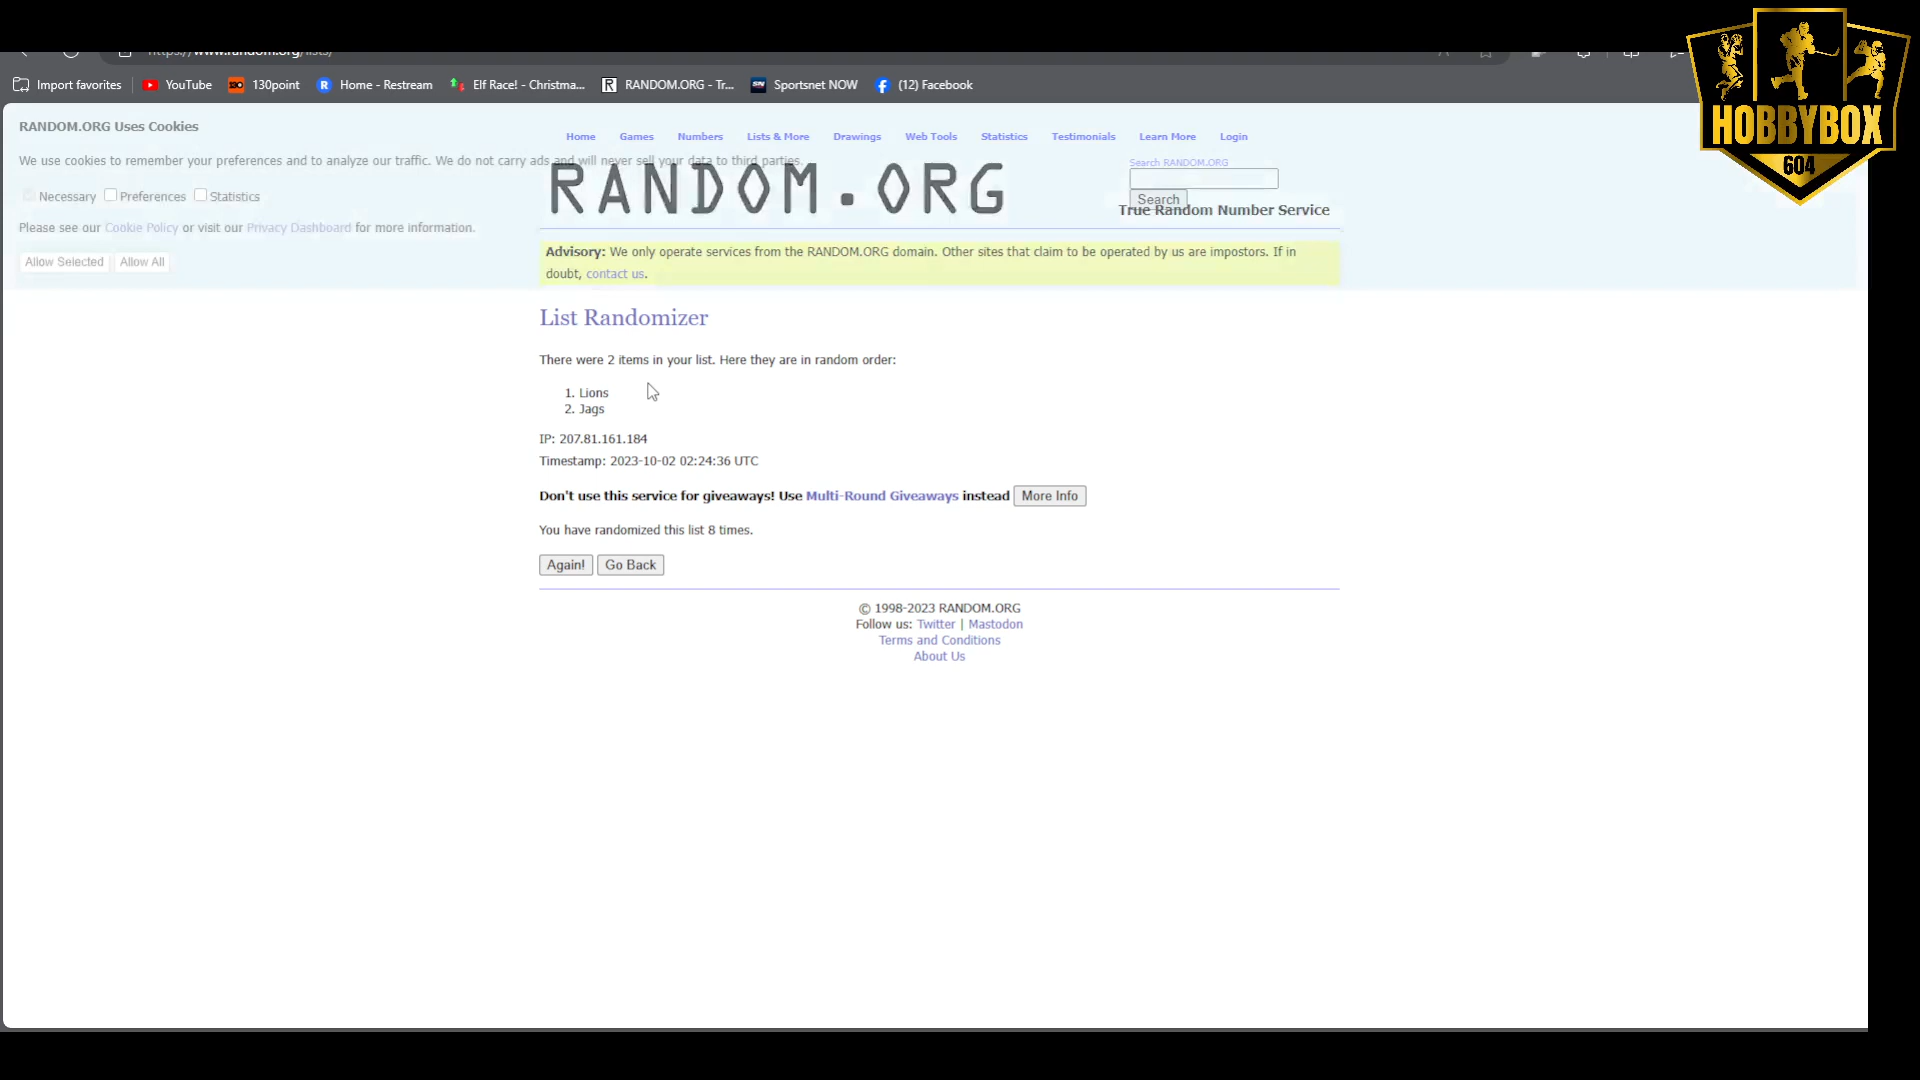 https://www.random.org/lists/
Import favorites
YouTube
130point
Home - Restream
Elf Race! - Christma...
RANDOM.ORG - Tr...
Sportsnet NOW
(12) Facebook
HOBBYBOX
604
RANDOM.ORG Uses Cookies
We use cookies to remember your preferences and to analyze our traffic. We do not carry ads and will never sell your data to third parties.
Necessary Preferences Statistics
Please see our Cookie Policy or visit our Privacy Dashboard for more information.
Allow Selected Allow All
Home Games Numbers Lists & More Drawings Web Tools Statistics Testimonials Learn More Login
RANDOM.ORG
Search RANDOM.ORG
Search
True Random Number Service
Advisory: We only operate services from the RANDOM.ORG domain. Other sites that claim to be operated by us are impostors. If in
doubt, contact us.
List Randomizer
There were 2 items in your list. Here they are in random order:
1. Lions
2. Jags
IP: 207.81.161.184
Timestamp: 2023-10-02 02:24:36 UTC
Don't use this service for giveaways! Use Multi-Round Giveaways instead More Info
You have randomized this list 8 times.
Again! Go Back
© 1998-2023 RANDOM.ORG
Follow us: Twitter | Mastodon
Terms and Conditions
About Us